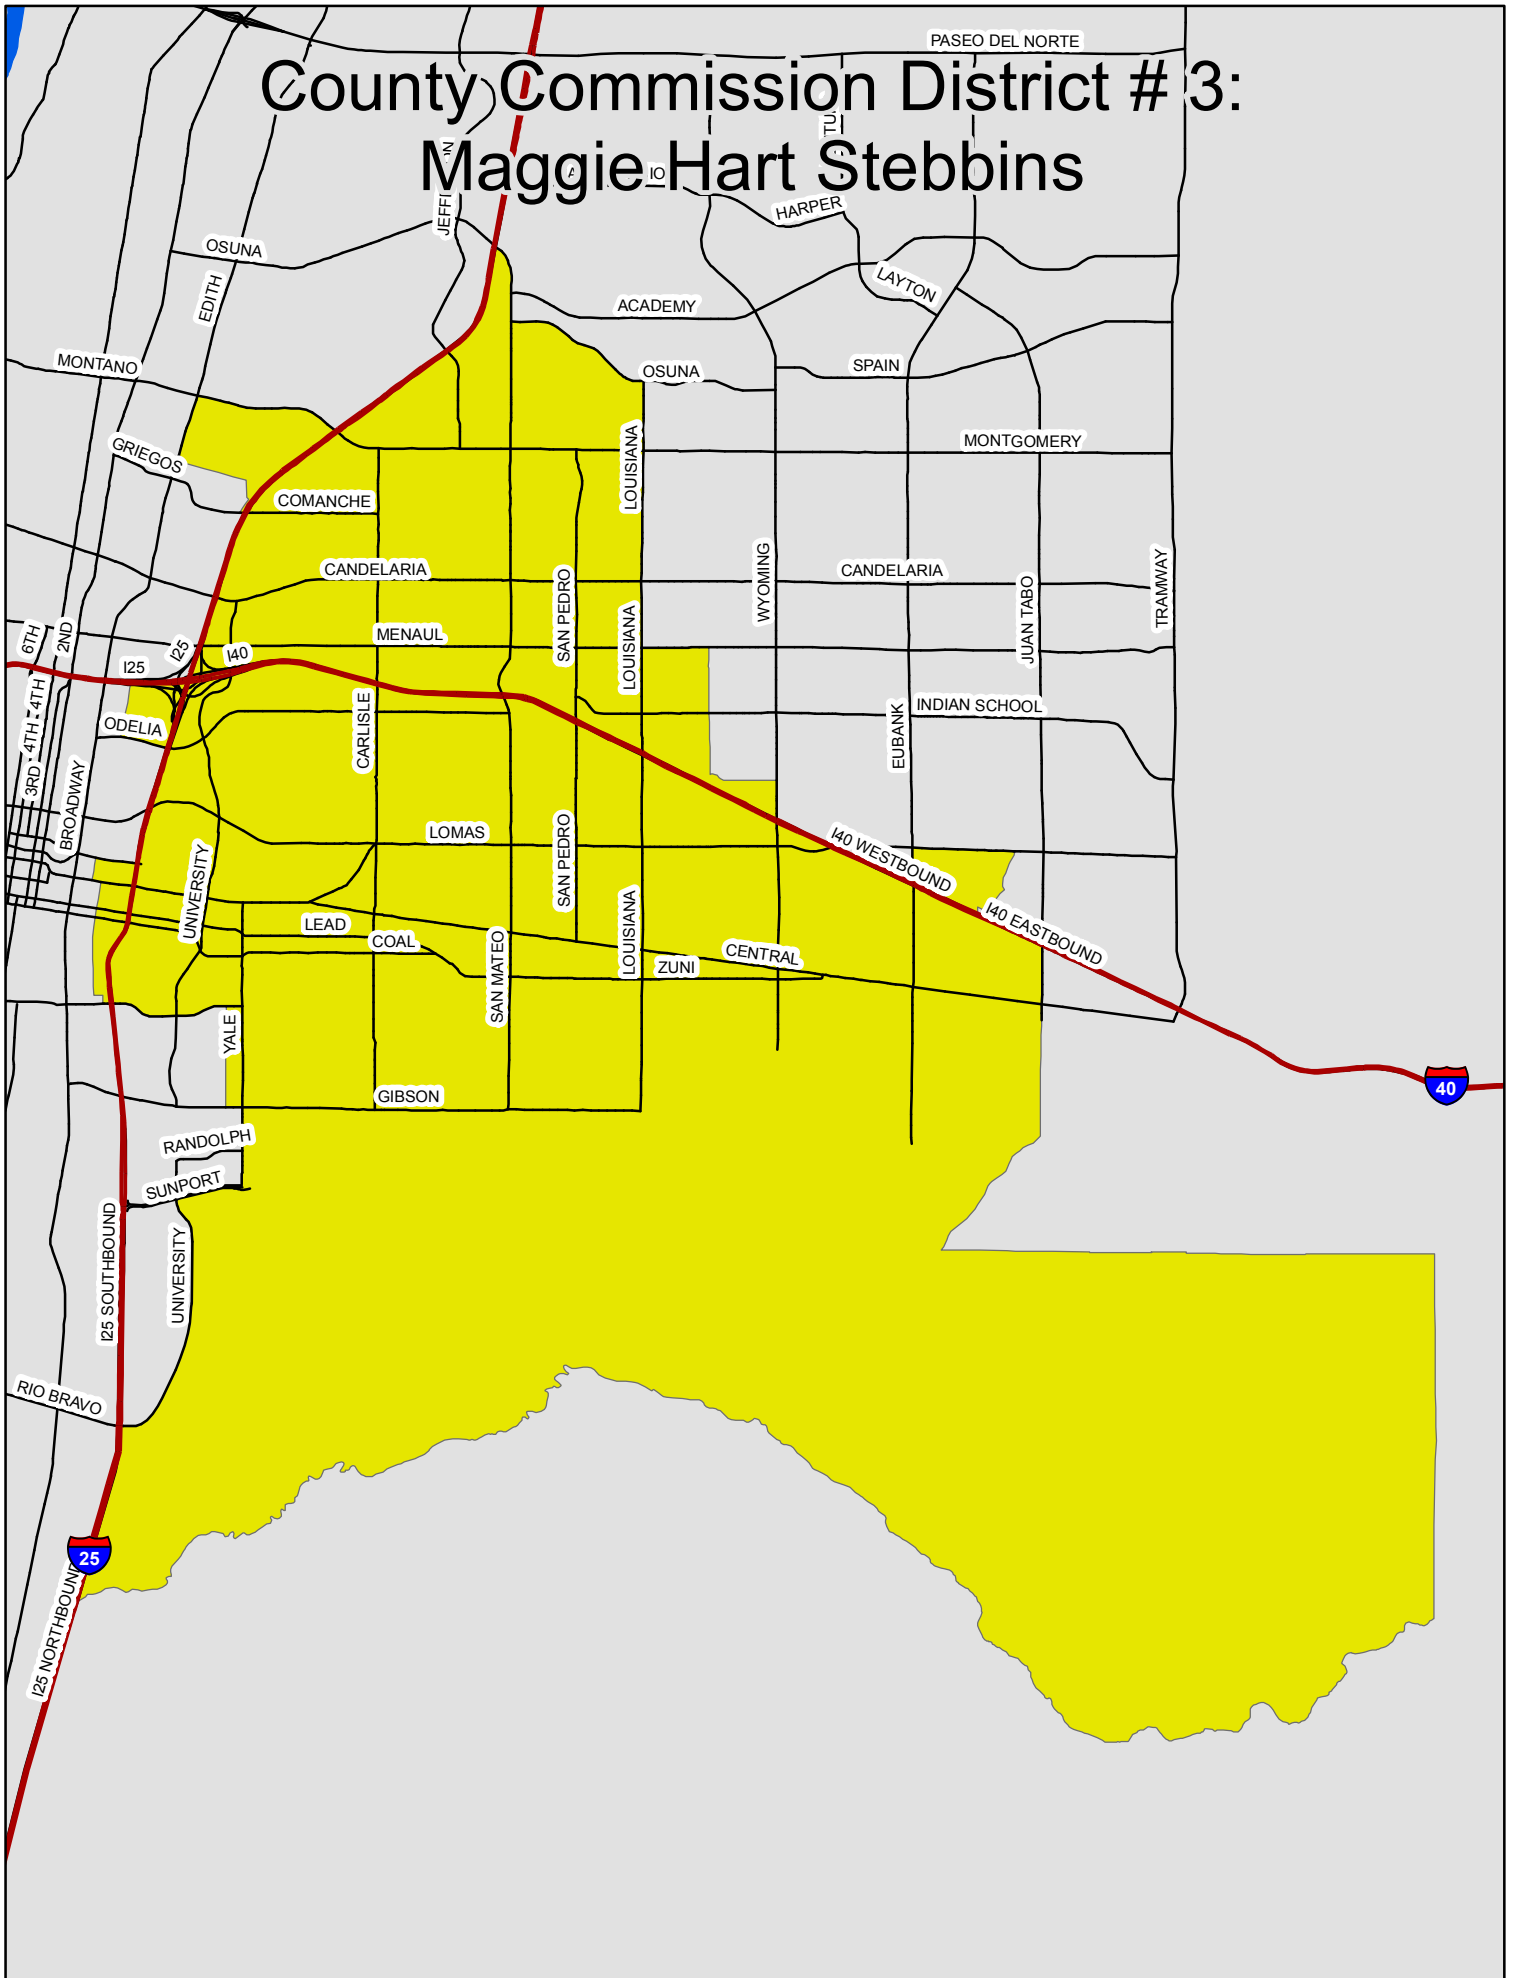 PASEO DEL NORTE
County Commission District # 3:
Maggie Hart Stebbins
HARPER
OSUNA
EDITH
LAYTON
ACADEMY
MONTANO
OSUNA
SPAIN
GRIEGOS
LOUISIANA
MONTGOMERY
COMANCHE
CANDELARIA
CANDELARIA
SAN PEDRO
WYOMING
JUAN TABO
TRAMWAY
6TH
2ND
I25
I25
I40
MENAUL
LOUISIANA
4TH
4TH
3RD
ODELIA
CARLISLE
INDIAN SCHOOL
EUBANK
BROADWAY
UNIVERSITY
LOMAS
SAN PEDRO
I40 WESTBOUND
LEAD
COAL
SAN MATEO
LOUISIANA
ZUNI
CENTRAL
I40 EASTBOUND
YALE
GIBSON
40
RANDOLPH
SUNPORT
I25 SOUTHBOUND
UNIVERSITY
RIO BRAVO
25
I25 NORTHBOUND